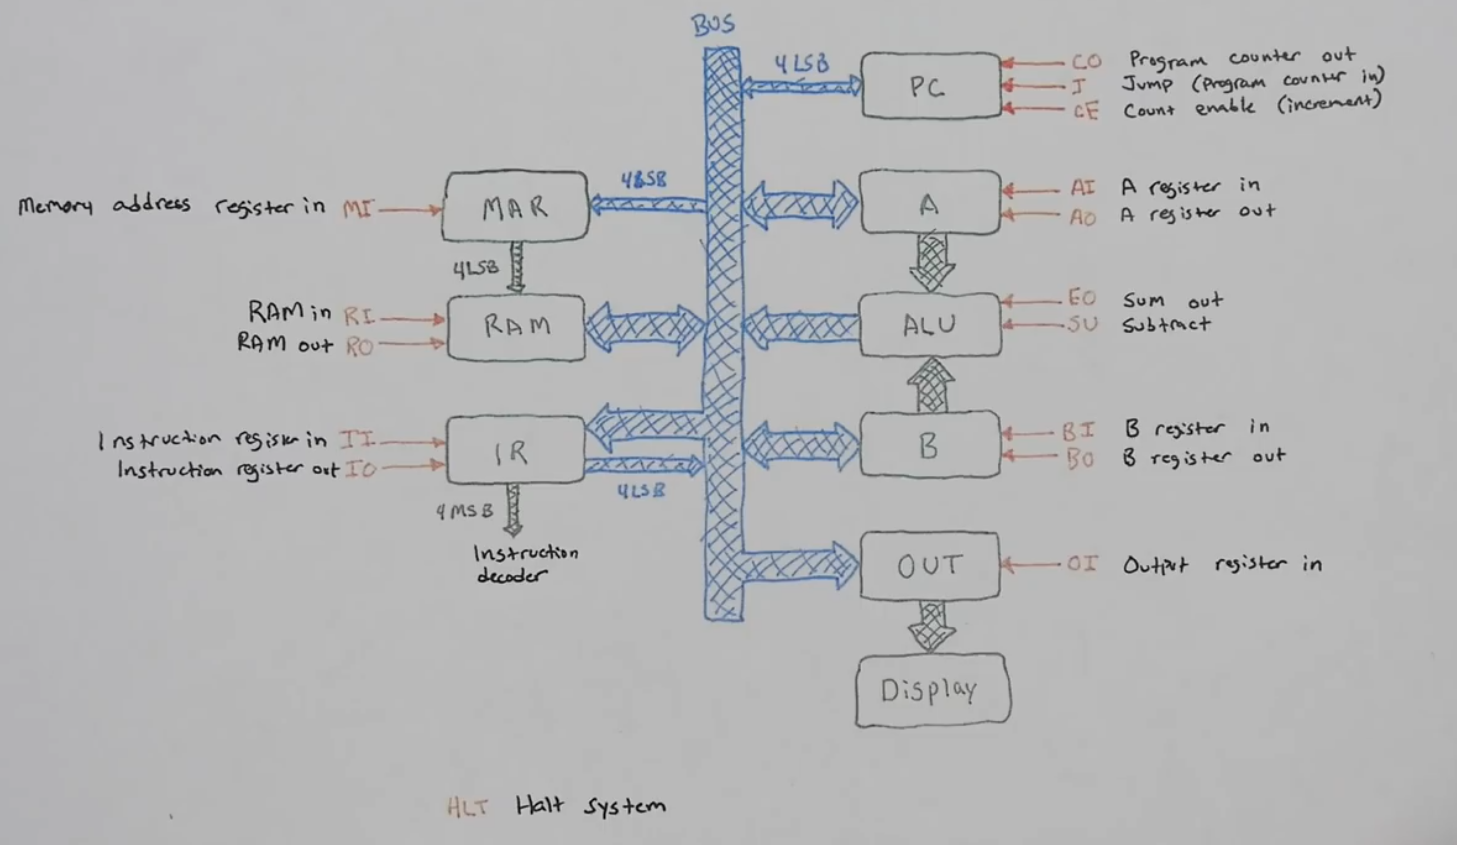 BUS
4LSB
PC
CO Program counter out
J Jump (Program counter in)
CE Count enable (increment)
Memory address register in MI
MAR
4LSB
A
AI A register in
AO A register out
4LSB
RAM in RI
RAM out RO
RAM
ALU
EO Sum out
SU Subtract
Instruction register in II
Instruction register out IO
IR
4LSB
B
BI B register in
BO B register out
4MSB
Instruction
decoder
OUT
OI Output register in
Display
HLT Halt system